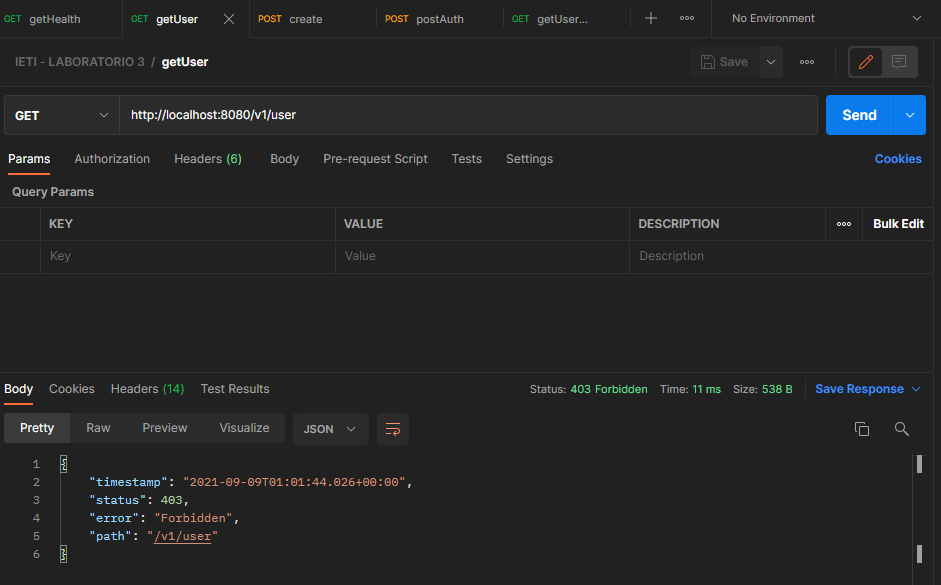 GET getHealth GET getUser POST create POST postAuth GET getUser... No Environment
IETI - LABORATORIO 3 / getUser Save
GET http://localhost:8080/v1/user Send
Params Authorization Headers (6) Body Pre-request Script Tests Settings Cookies
Query Params
KEY VALUE DESCRIPTION Bulk Edit
Key Value Description
Body Cookies Headers (14) Test Results Status: 403 Forbidden Time: 11 ms Size: 538 B Save Response
Pretty Raw Preview Visualize JSON
1 {
2 "timestamp": "2021-09-09T01:01:44.026+00:00",
3 "status": 403,
4 "error": "Forbidden",
5 "path": "/v1/user"
6 }